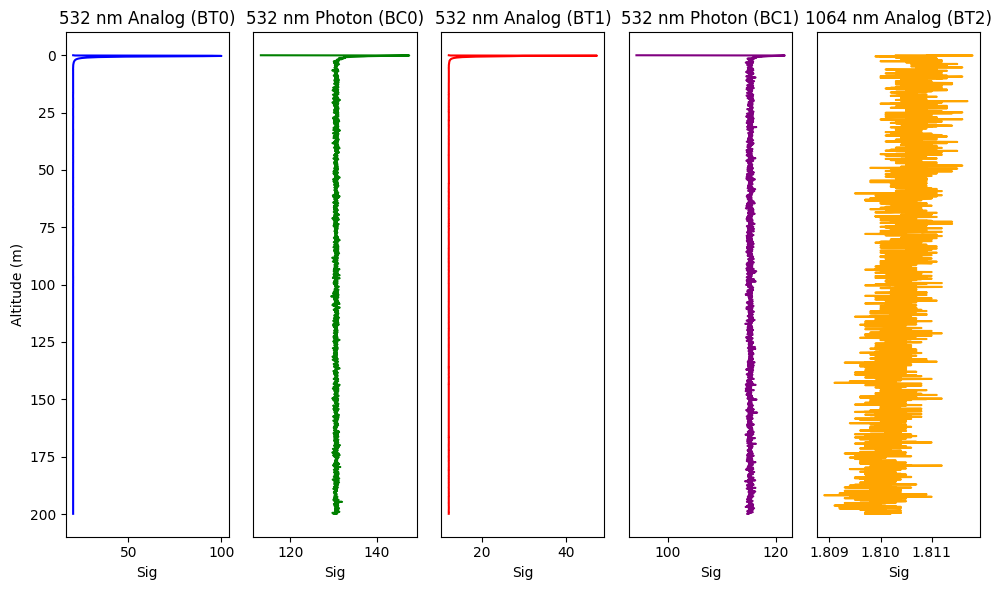 532 nm Analog (BT0)
532 nm Photon (BC0)
532 nm Analog (BT1)
532 nm Photon (BC1)
1064 nm Analog (BT2)
Altitude (m)
0
25
50
75
100
125
150
175
200
50 100
120 140
20 40
100 120
1.809 1.810 1.811
Sig
Sig
Sig
Sig
Sig